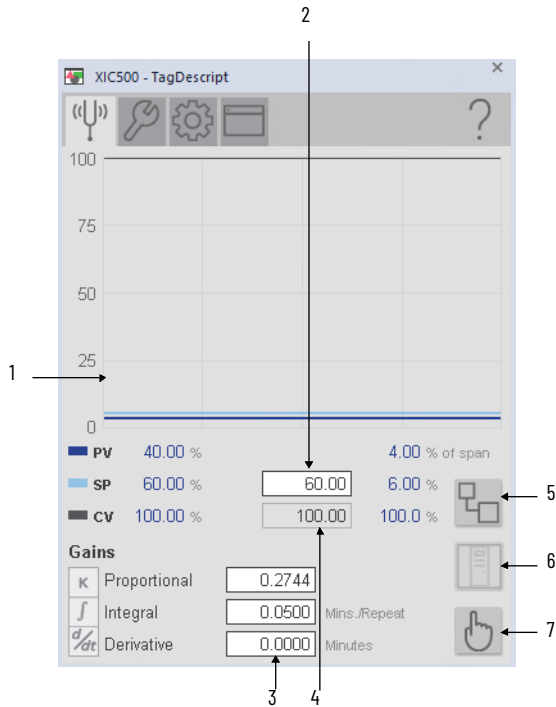 2
XIC500 - TagDescript
?
100
75
50
25
1
0
PV 40.00 % 4.00 % of span
SP 60.00 % 60.00 6.00 %
5
CV 100.00 % 100.00 100.0 %
Gains
6
K Proportional 0.2744
∫ Integral 0.0500 Mins./Repeat
7
d/dt Derivative 0.0000 Minutes
3 4